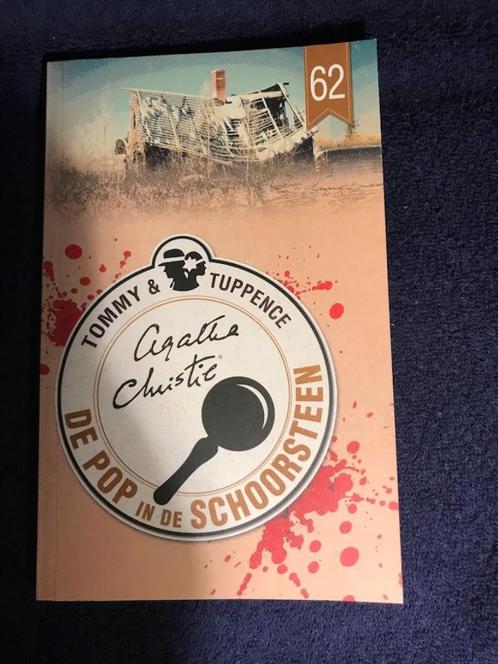 62
TOMMY & TUPPENCE
Agatha
Christie®
DE POP IN DE SCHOORSTEEN